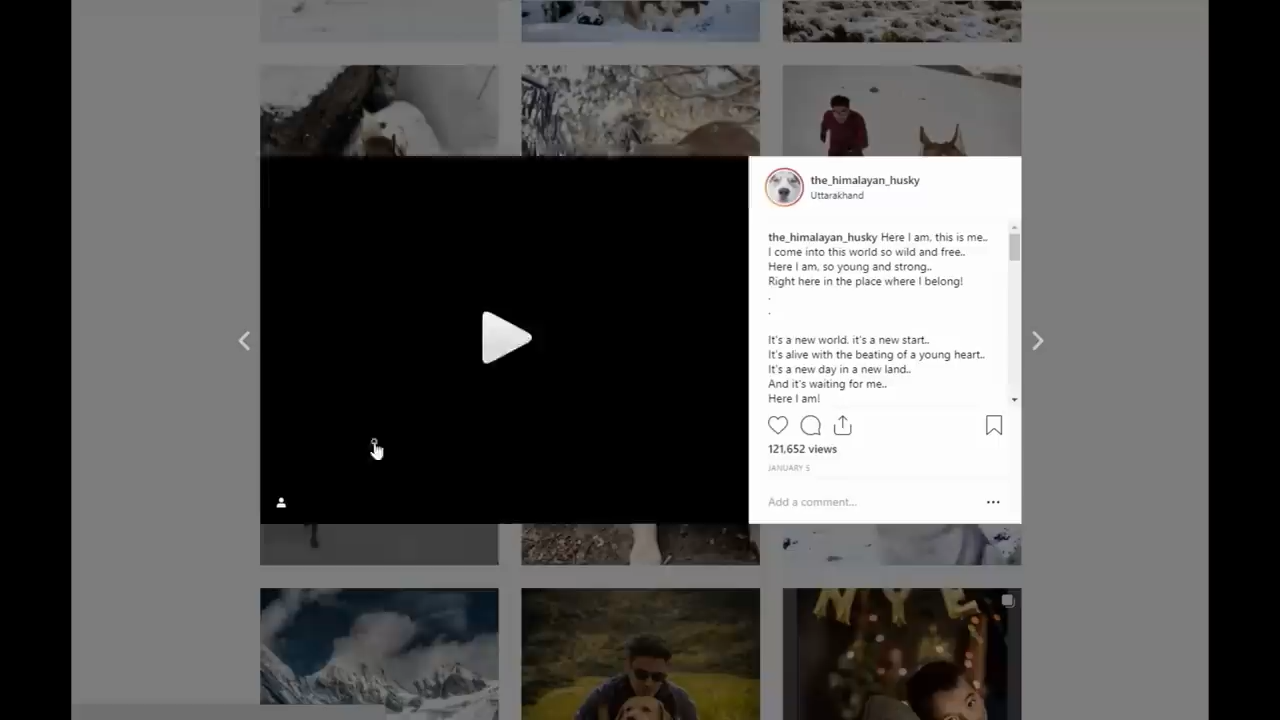 the_himalayan_husky
Uttarakhand
the_himalayan_husky Here I am, this is me..
I come into this world so wild and free..
Here I am, so young and strong..
Right here in the place where I belong!
.
.
It's a new world, it's a new start..
It's alive with the beating of a young heart..
It's a new day in a new land..
And it's waiting for me..
Here I am!
121,652 views
JANUARY 5
Add a comment...
NYE